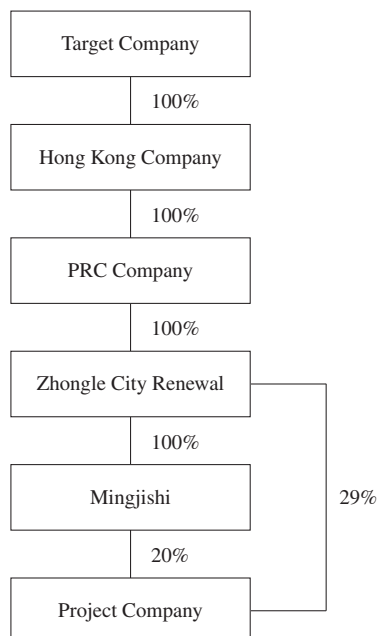 Target Company
100%
Hong Kong Company
100%
PRC Company
100%
Zhongle City Renewal
100%
Mingjishi
29%
20%
Project Company